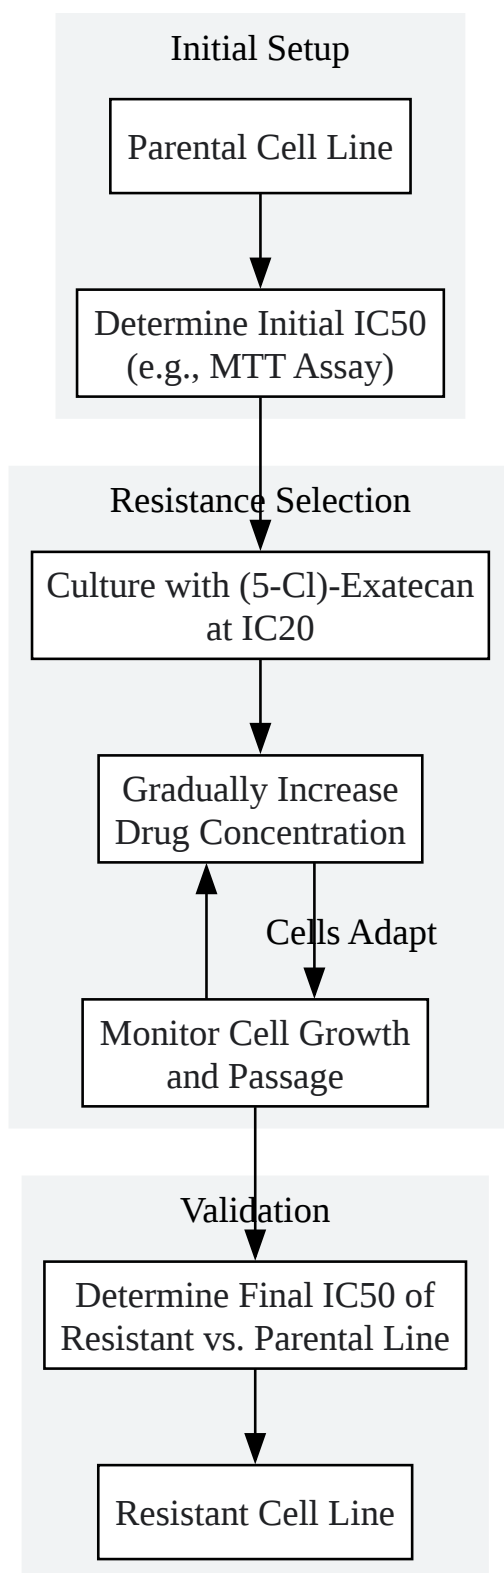 Initial Setup
Parental Cell Line
Determine Initial IC50
(e.g., MTT Assay)
Resistance Selection
Culture with (5-Cl)-Exatecan
at IC20
Gradually Increase
Drug Concentration
Cells Adapt
Monitor Cell Growth
and Passage
Validation
Determine Final IC50 of
Resistant vs. Parental Line
Resistant Cell Line